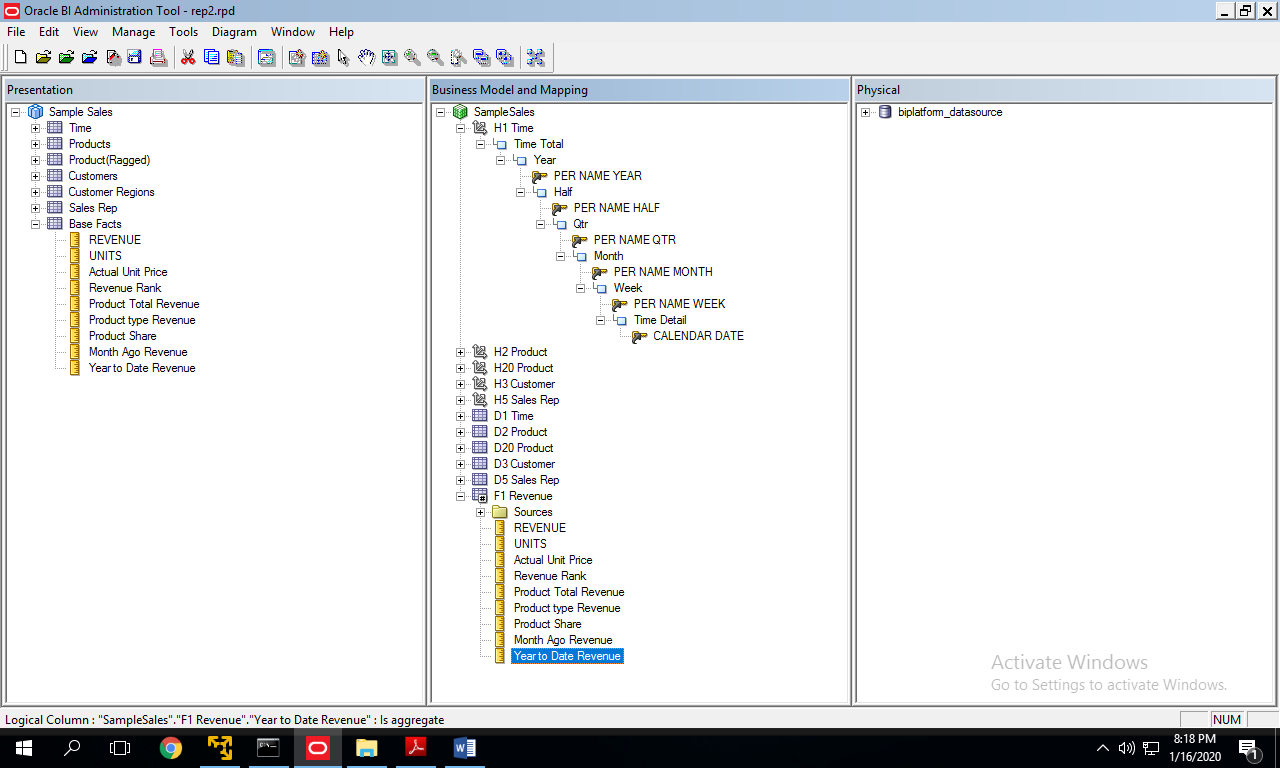 Oracle BI Administration Tool - rep2.rpd
File Edit View Manage Tools Diagram Window Help
Presentation
Sample Sales
Time
Products
Product(Ragged)
Customers
Customer Regions
Sales Rep
Base Facts
REVENUE
UNITS
Actual Unit Price
Revenue Rank
Product Total Revenue
Product type Revenue
Product Share
Month Ago Revenue
Year to Date Revenue
Business Model and Mapping
SampleSales
H1 Time
Time Total
Year
PER NAME YEAR
Half
PER NAME HALF
Qtr
PER NAME QTR
Month
PER NAME MONTH
Week
PER NAME WEEK
Time Detail
CALENDAR DATE
H2 Product
H20 Product
H3 Customer
H5 Sales Rep
D1 Time
D2 Product
D20 Product
D3 Customer
D5 Sales Rep
F1 Revenue
Sources
REVENUE
UNITS
Actual Unit Price
Revenue Rank
Product Total Revenue
Product type Revenue
Product Share
Month Ago Revenue
Year to Date Revenue
Physical
biplatform_datasource
Activate Windows
Go to Settings to activate Windows.
Logical Column : "SampleSales"."F1 Revenue"."Year to Date Revenue" : Is aggregate
NUM
8:18 PM
1/16/2020
1